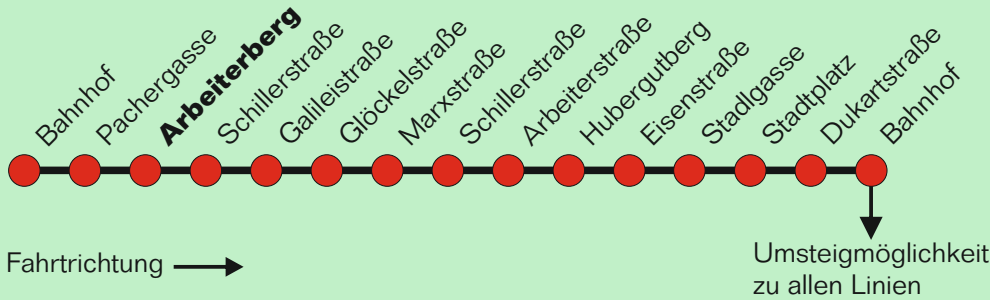 Bahnhof
Pachergasse
Arbeiterberg
Schillerstraße
Galileistraße
Glöckelstraße
Marxstraße
Schillerstraße
Arbeiterstraße
Hubergutberg
Eisenstraße
Stadlgasse
Stadtplatz
Dukartstraße
Bahnhof
Fahrtrichtung
Umsteigmöglichkeit
zu allen Linien